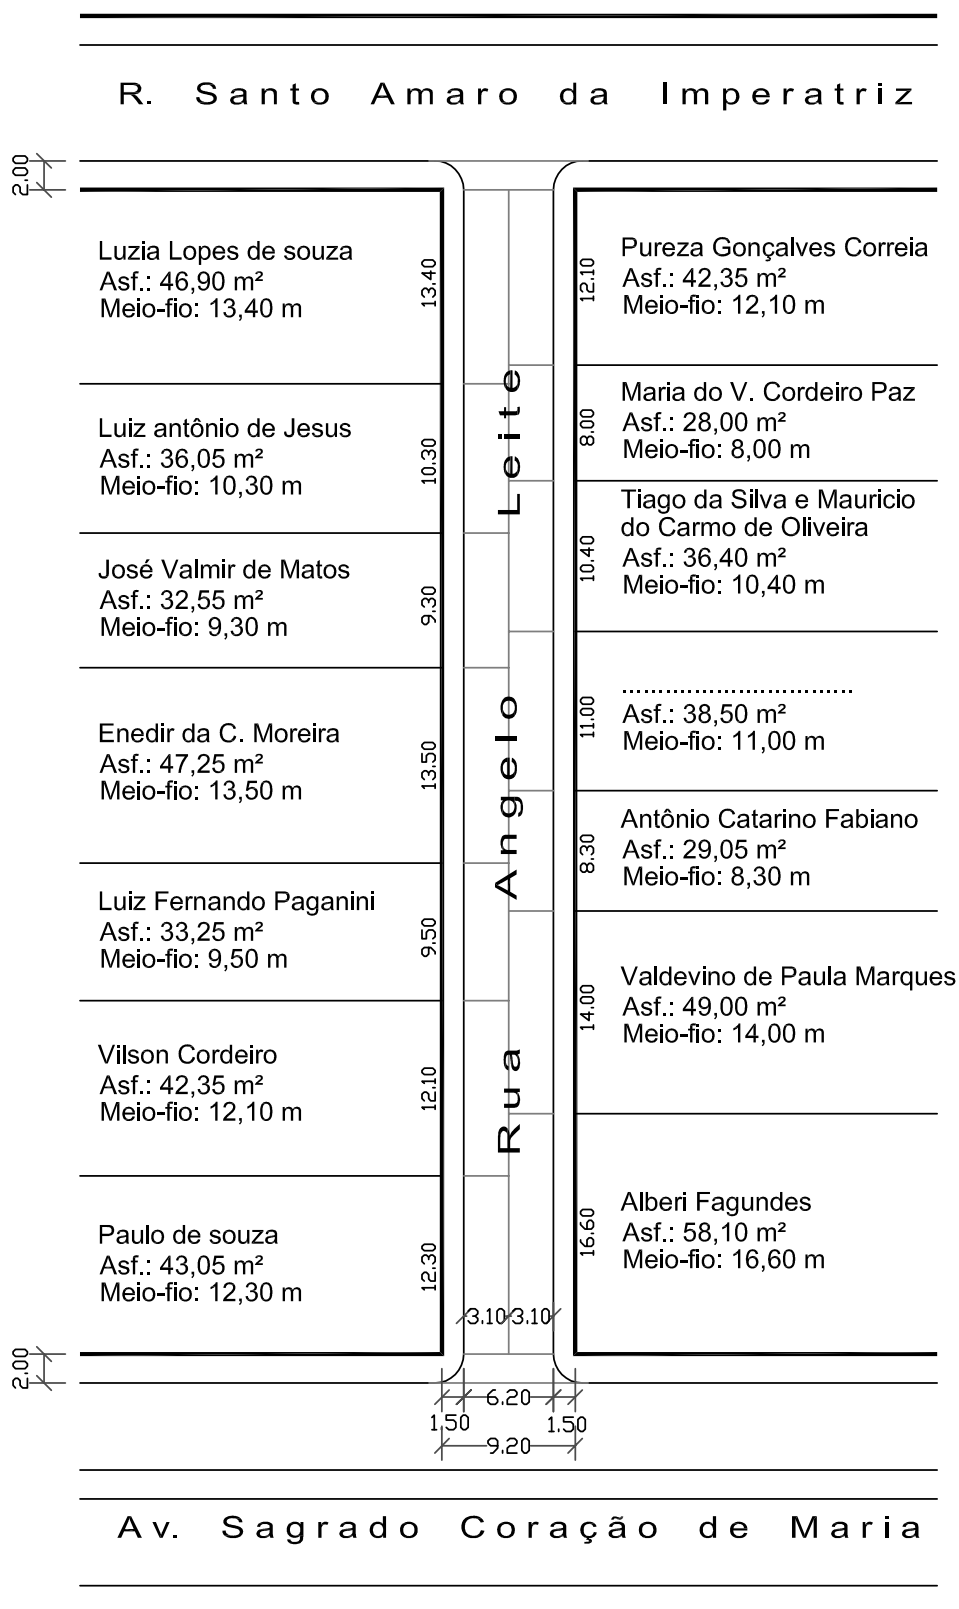 R. Santo Amaro da Imperatriz
2.00
Luzia Lopes de souza
Asf.: 46,90 m²
Meio-fio: 13,40 m
13.40
Luiz antônio de Jesus
Asf.: 36,05 m²
Meio-fio: 10,30 m
10.30
José Valmir de Matos
Asf.: 32,55 m²
Meio-fio: 9,30 m
9.30
Enedir da C. Moreira
Asf.: 47,25 m²
Meio-fio: 13,50 m
13.50
Luiz Fernando Paganini
Asf.: 33,25 m²
Meio-fio: 9,50 m
9.50
Vilson Cordeiro
Asf.: 42,35 m²
Meio-fio: 12,10 m
12.10
Paulo de souza
Asf.: 43,05 m²
Meio-fio: 12,30 m
12.30
Rua Angelo Leite
Pureza Gonçalves Correia
Asf.: 42,35 m²
Meio-fio: 12,10 m
12.10
Maria do V. Cordeiro Paz
Asf.: 28,00 m²
Meio-fio: 8,00 m
8.00
Tiago da Silva e Mauricio
do Carmo de Oliveira
Asf.: 36,40 m²
Meio-fio: 10,40 m
10.40
..............................
Asf.: 38,50 m²
Meio-fio: 11,00 m
11.00
Antônio Catarino Fabiano
Asf.: 29,05 m²
Meio-fio: 8,30 m
8.30
Valdevino de Paula Marques
Asf.: 49,00 m²
Meio-fio: 14,00 m
14.00
Alberi Fagundes
Asf.: 58,10 m²
Meio-fio: 16,60 m
16.60
3.10 3.10
2.00
6.20
1.50 1.50
9.20
Av. Sagrado Coração de Maria